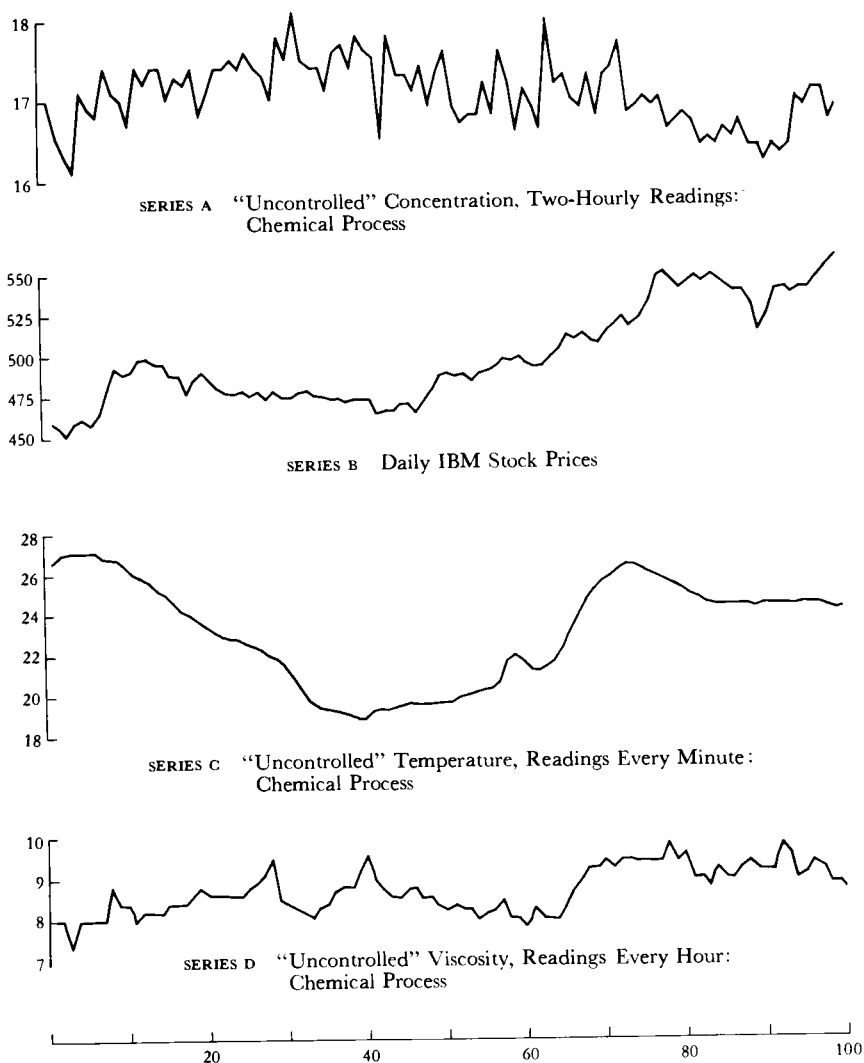 18
17
16
SERIES A “Uncontrolled” Concentration, Two-Hourly Readings:
Chemical Process
550
525
500
475
450
SERIES B Daily IBM Stock Prices
28
26
24
22
20
18
SERIES C “Uncontrolled” Temperature, Readings Every Minute:
Chemical Process
10
9
8
7
SERIES D “Uncontrolled” Viscosity, Readings Every Hour:
Chemical Process
20 40 60 80 100